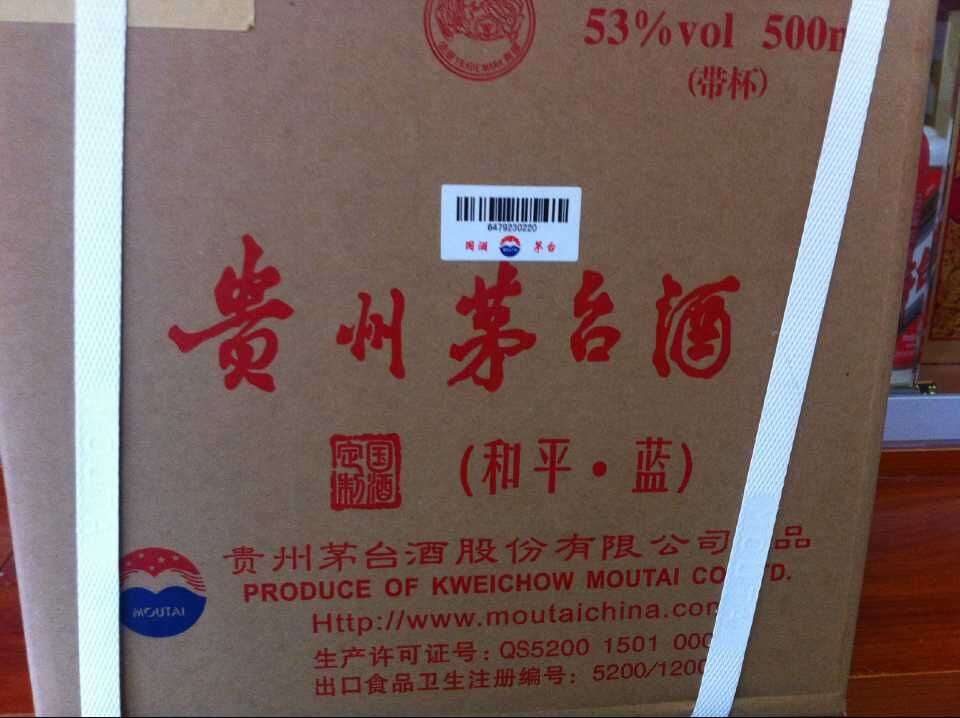 53%vol 500m
(带杯)
TRADE MARK
6479230220
国酒 茅台
贵州茅台酒
国酒定制
(和平·蓝)
贵州茅台酒股份有限公司 品
PRODUCE OF KWEICHOW MOUTAI CO TD.
MOUTAI
Http://www.moutaichina.com
生产许可证号:QS5200 1501 000
出口食品卫生注册编号:5200/1200